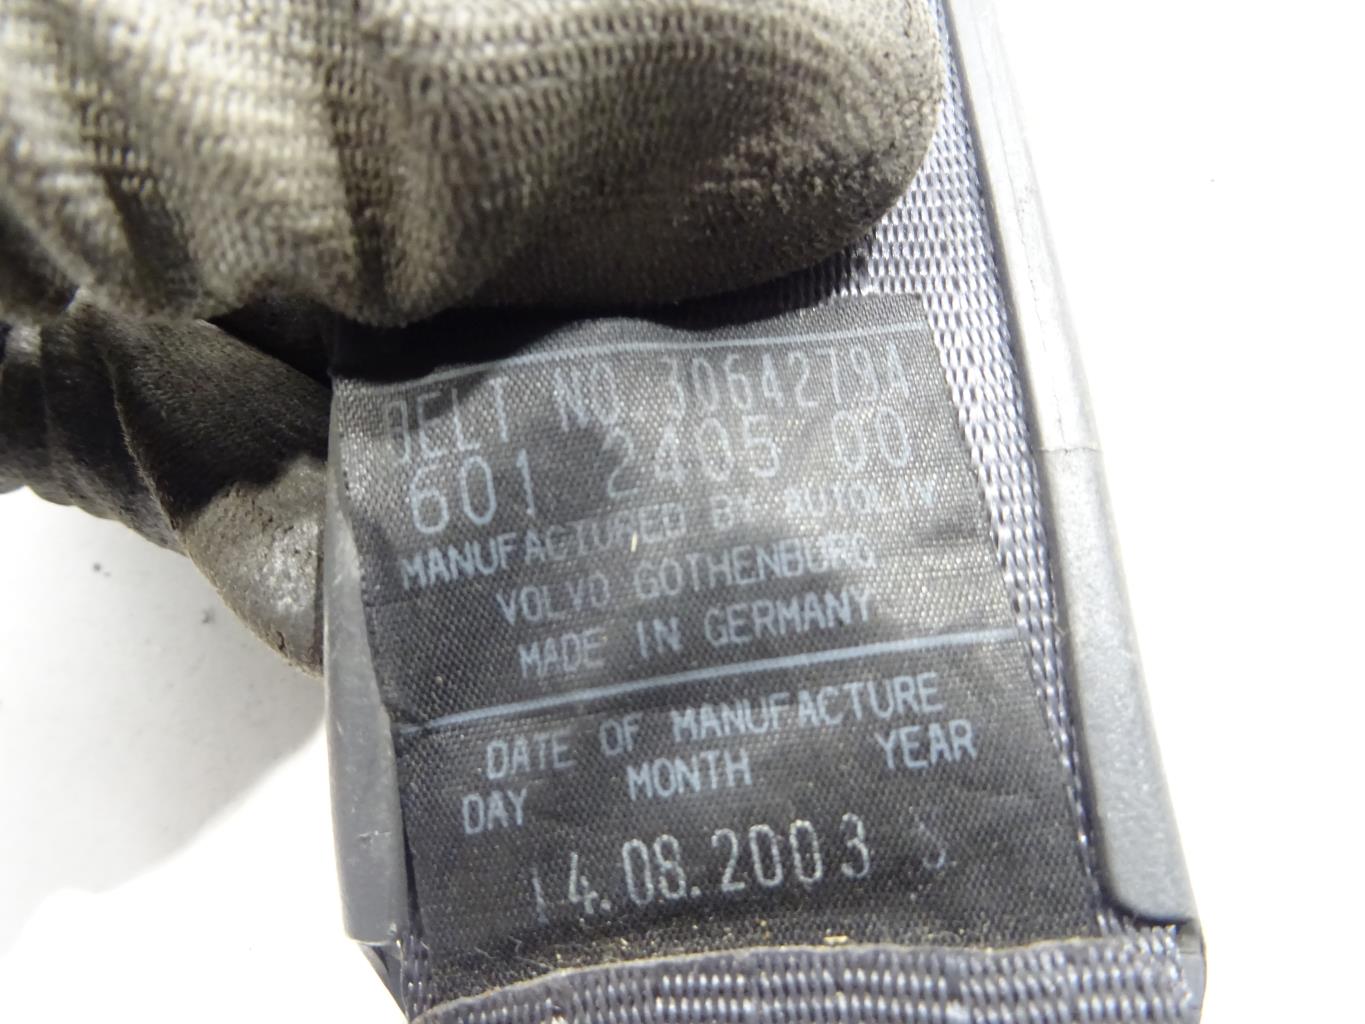 BELT NO. 3064279A
601 2405 00
MANUFACTURED BY AUTOLIV
VOLVO GOTHENBURG
MADE IN GERMANY
DATE OF MANUFACTURE
DAY MONTH YEAR
14.08.2003